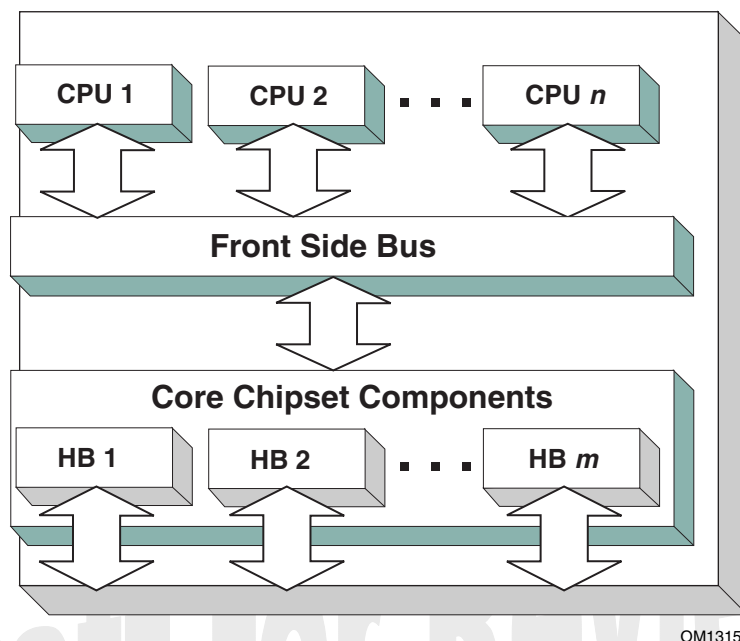 CPU 1 CPU 2 . . . CPU n
Front Side Bus
Core Chipset Components
HB 1 HB 2 . . . HB m
OM1315